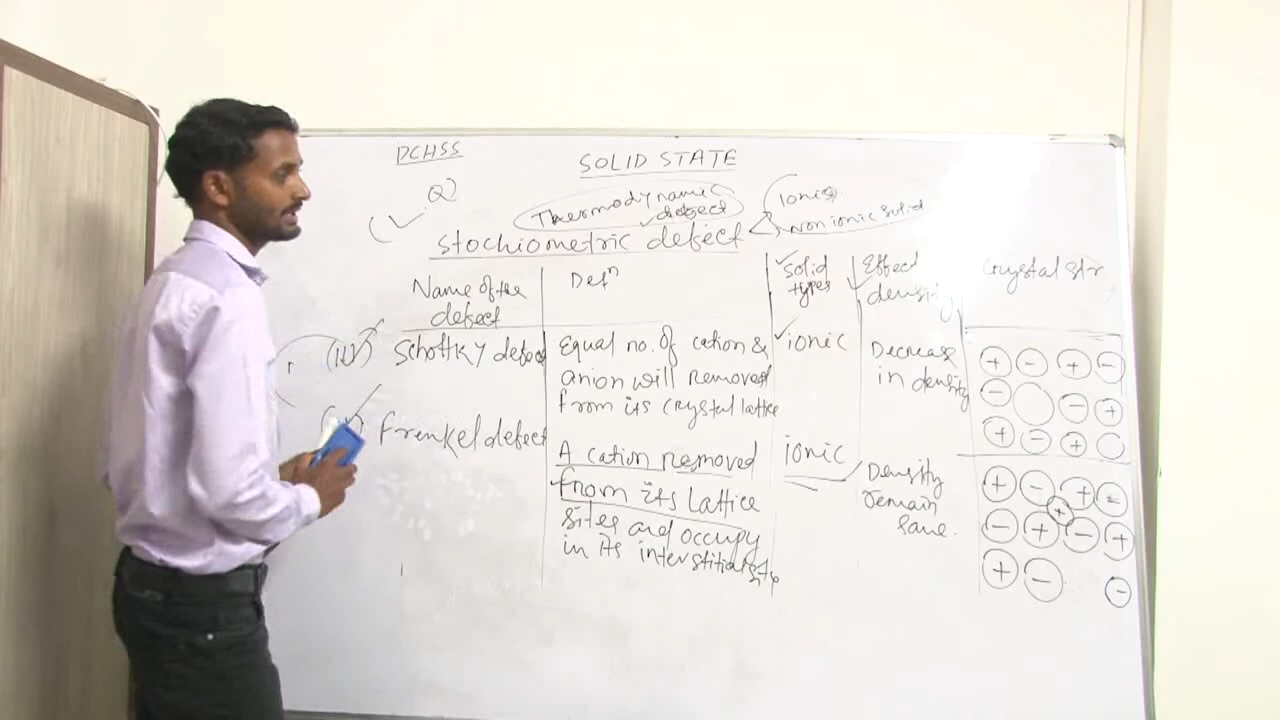 DCHSS
SOLID STATE
Q)
Thermodynamic
defect
Ionic
Non ionic solid
Stochiometric defect
Name of the
defect
Defⁿ
Solid
types
Effect
density
Crystal str
Schottky defect
Equal no. of cation &
anion will removed
from its crystal lattice
ionic
Decrease
in density
+ - + -
- - +
+ - +
Frenkel defect
A cation removed
from its lattice
sites and occupy
in its interstitial
ionic
Density
remain
same.
+ - + -
+
- + - +
+ - -